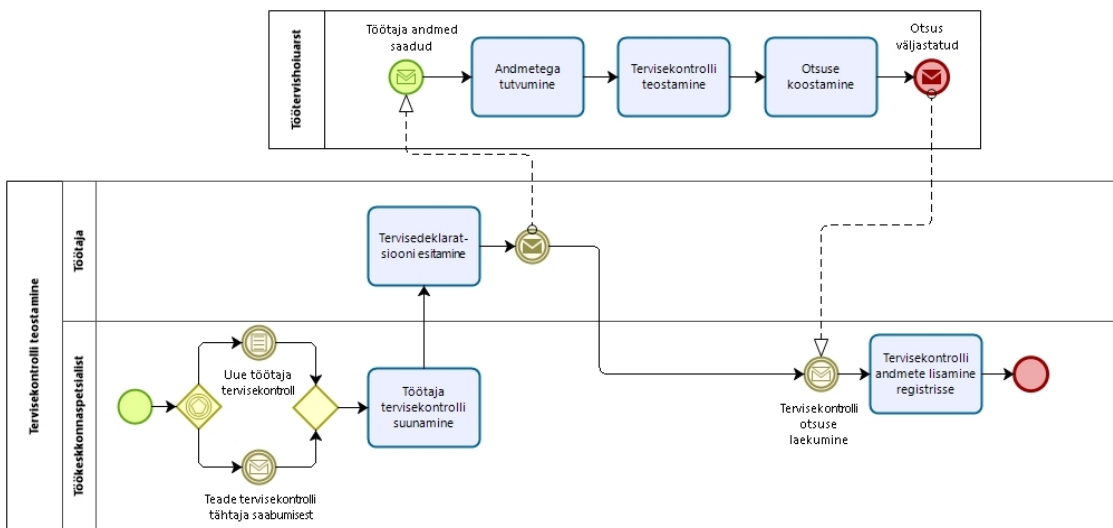 Töötervishoiuarst
Töötaja andmed
saadud
Andmetega
tutvumine
Tervisekontrolli
teostamine
Otsuse
koostamine
Otsus
väljastatud
Tervisekontrolli teostamine
Töötaja
Tervisedeklarat-
siooni esitamine
Töökeskkonnaspetsialist
Uue töötaja
tervisekontroll
Teade tervisekontrolli
tähtaja saabumisest
Töötaja
tervisekontrolli
suunamine
Tervisekontrolli
otsuse
laekumine
Tervisekontrolli
andmete lisamine
registrisse